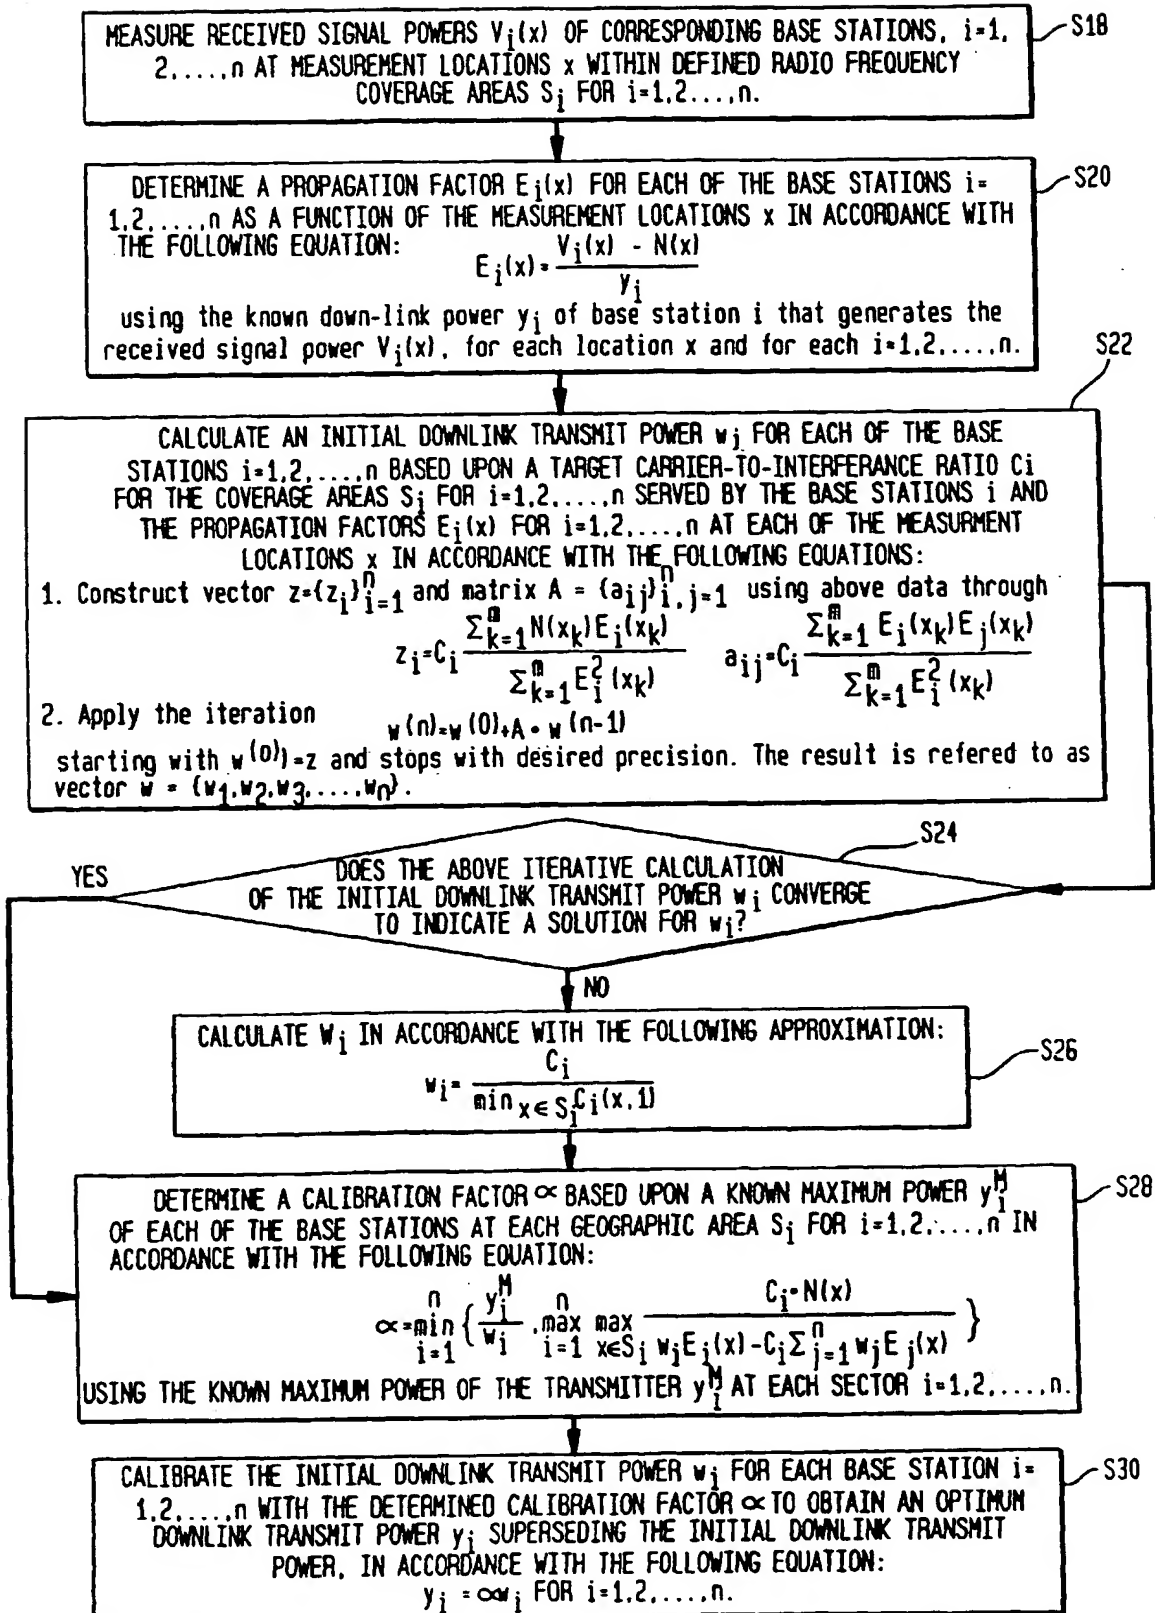 MEASURE RECEIVED SIGNAL POWERS Vi(x) OF CORRESPONDING BASE STATIONS, i=1,
2,....,n AT MEASUREMENT LOCATIONS x WITHIN DEFINED RADIO FREQUENCY
COVERAGE AREAS Si FOR i=1,2...,n.
S18
DETERMINE A PROPAGATION FACTOR Ei(x) FOR EACH OF THE BASE STATIONS i=
1,2,....,n AS A FUNCTION OF THE MEASUREMENT LOCATIONS x IN ACCORDANCE WITH
THE FOLLOWING EQUATION:
Ei(x)= (Vi(x) - N(x)) / yi
using the known down-link power yi of base station i that generates the
received signal power Vi(x), for each location x and for each i=1,2,....,n.
S20
S22
CALCULATE AN INITIAL DOWNLINK TRANSMIT POWER wi FOR EACH OF THE BASE
STATIONS i=1,2,....,n BASED UPON A TARGET CARRIER-TO-INTERFERANCE RATIO Ci
FOR THE COVERAGE AREAS Si FOR i=1,2,....,n SERVED BY THE BASE STATIONS i AND
THE PROPAGATION FACTORS Ei(x) FOR i=1,2,....,n AT EACH OF THE MEASURMENT
LOCATIONS x IN ACCORDANCE WITH THE FOLLOWING EQUATIONS:
1. Construct vector z={zi}^n i=1 and matrix A = {aij}^n i,j=1 using above data through
zi=Ci (Σ^m k=1 N(xk)Ei(xk)) / (Σ^m k=1 E^2 i(xk)) aij=Ci (Σ^m k=1 Ei(xk)Ej(xk)) / (Σ^m k=1 E^2 i(xk))
2. Apply the iteration
w(n)=w(0)+A•w(n-1)
starting with w(0)=z and stops with desired precision. The result is refered to as
vector w = {w1,w2,w3,....,wn}.
S24
YES
DOES THE ABOVE ITERATIVE CALCULATION
OF THE INITIAL DOWNLINK TRANSMIT POWER wi CONVERGE
TO INDICATE A SOLUTION FOR wi?
NO
CALCULATE Wi IN ACCORDANCE WITH THE FOLLOWING APPROXIMATION:
wi= Ci / (min x∈Si Ci(x,1))
S26
DETERMINE A CALIBRATION FACTOR ∝ BASED UPON A KNOWN MAXIMUM POWER y^M i
OF EACH OF THE BASE STATIONS AT EACH GEOGRAPHIC AREA Si FOR i=1,2,....,n IN
ACCORDANCE WITH THE FOLLOWING EQUATION:
∝= min^n i=1 { y^M i / wi , max^n i=1 max x∈Si (Ci•N(x)) / (wiEi(x)-CiΣ^n j=1 wjEj(x)) }
USING THE KNOWN MAXIMUM POWER OF THE TRANSMITTER y^M i AT EACH SECTOR i=1,2,....,n.
S28
CALIBRATE THE INITIAL DOWNLINK TRANSMIT POWER wi FOR EACH BASE STATION i=
1,2,....,n WITH THE DETERMINED CALIBRATION FACTOR ∝ TO OBTAIN AN OPTIMUM
DOWNLINK TRANSMIT POWER yi SUPERSEDING THE INITIAL DOWNLINK TRANSMIT
POWER, IN ACCORDANCE WITH THE FOLLOWING EQUATION:
yi = ∝wi FOR i=1,2,....,n.
S30